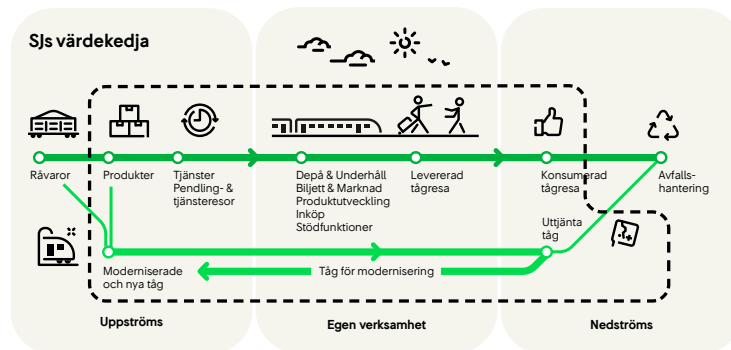 SJs värdekedja
Råvaror
Produkter
Tjänster
Pendling- &
tjänsteresor
Depå & Underhåll
Biljett & Marknad
Produktutveckling
Inköp
Stödfunktioner
Levererad
tågresa
Konsumerad
tågresa
Avfalls-
hantering
Uttjänta
tåg
Moderniserade
och nya tåg
Tåg för modernisering
Uppströms
Egen verksamhet
Nedströms